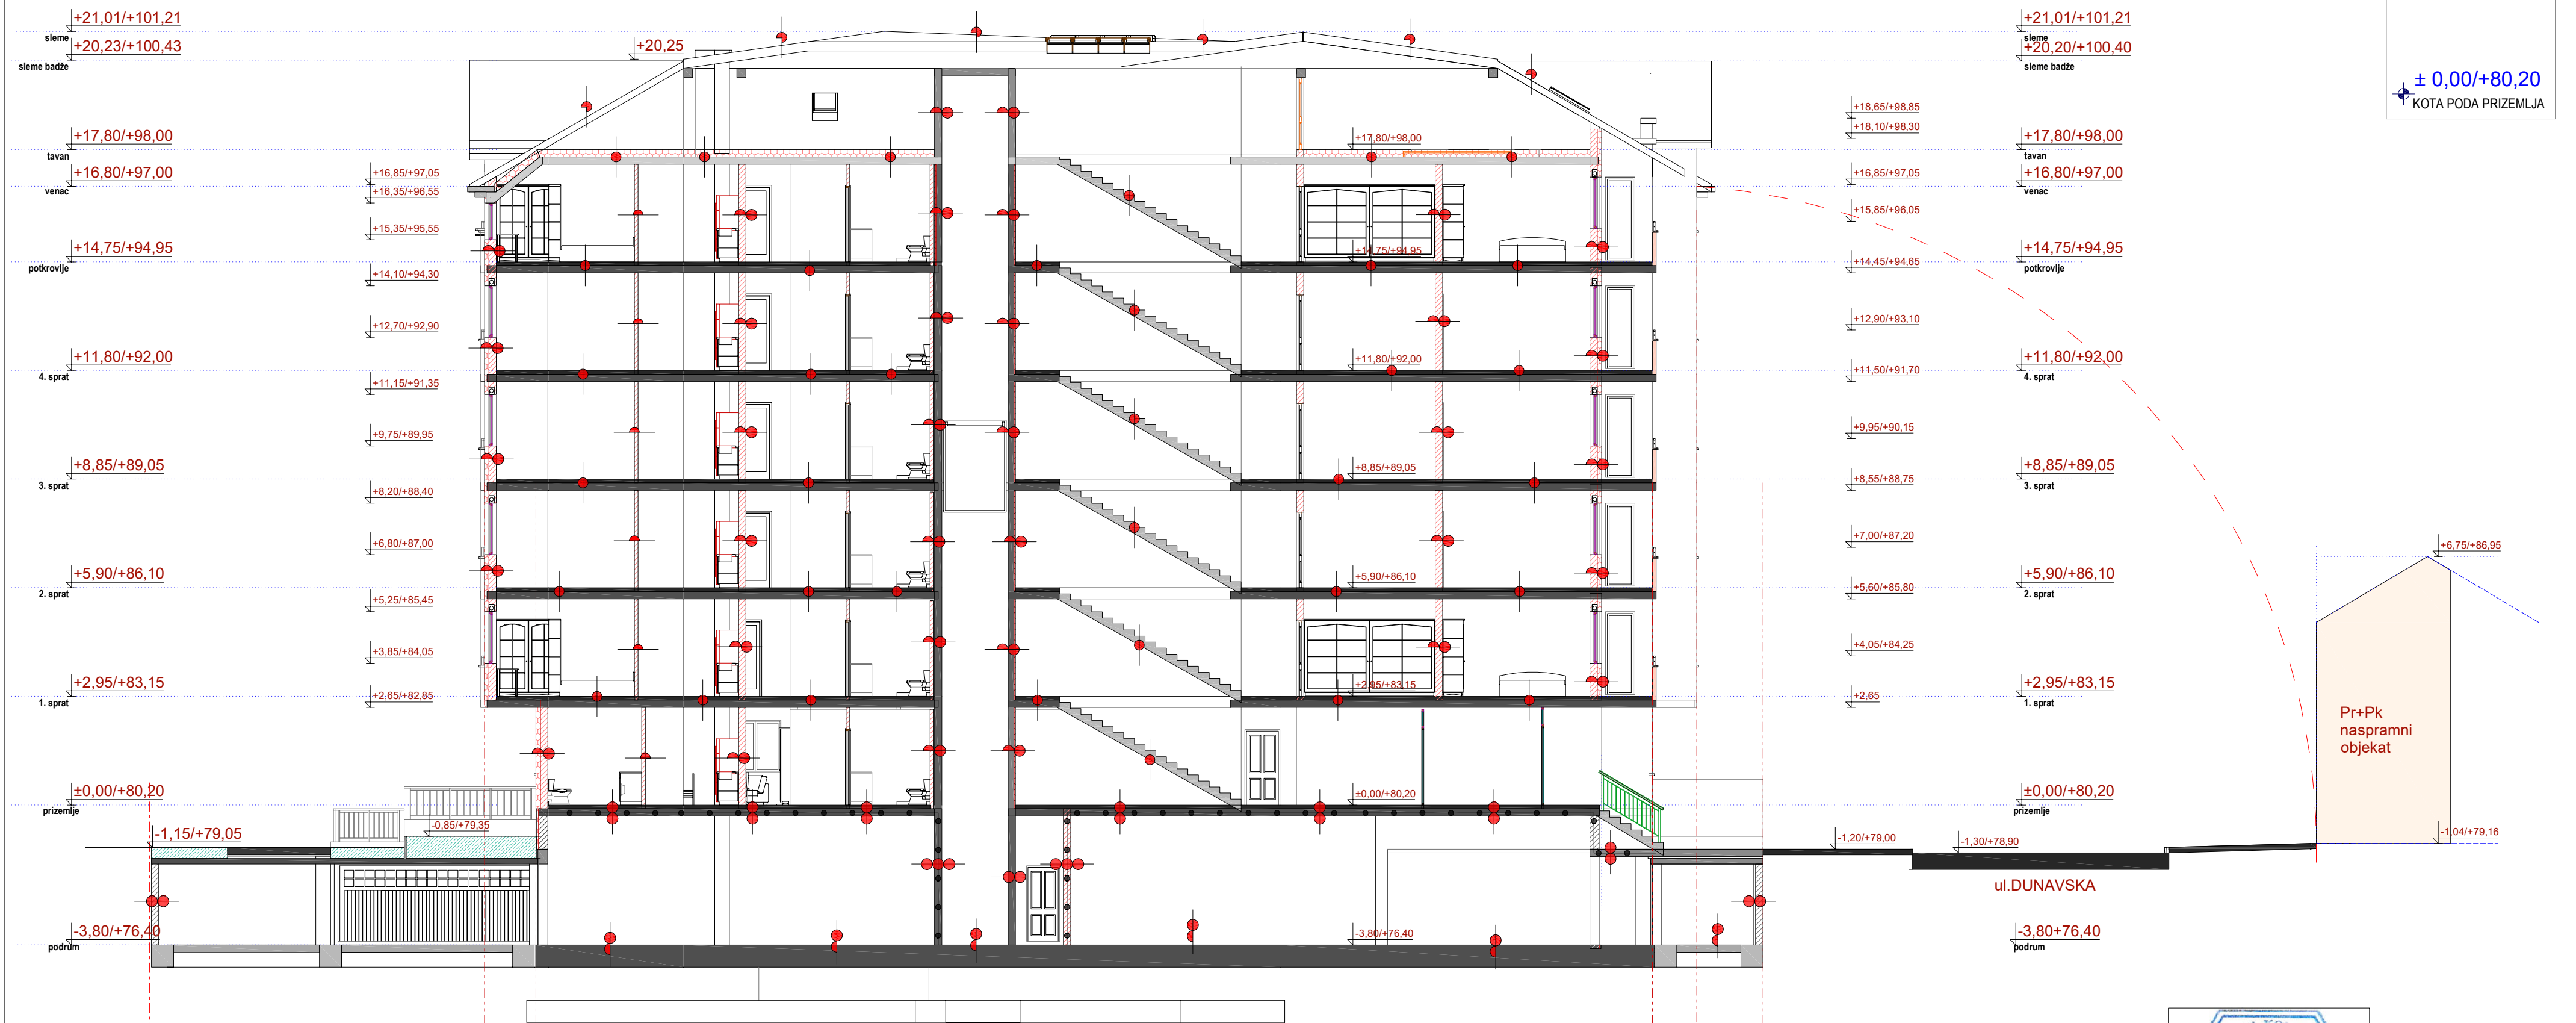 +21,01/+101,21
sleme
+20,23/+100,43
sleme badže
+17,80/+98,00
tavan
+16,80/+97,00
venac
+14,75/+94,95
potkrovlje
+11,80/+92,00
4. sprat
+8,85/+89,05
3. sprat
+5,90/+86,10
2. sprat
+2,95/+83,15
1. sprat
±0,00/+80,20
prizemlje
-1,15/+79,05
-3,80/+76,40
podrum
+16,85/+97,05
+16,35/+96,55
+15,35/+95,55
+14,10/+94,30
+12,70/+92,90
+11,15/+91,35
+9,75/+89,95
+8,20/+88,40
+6,80/+87,00
+5,25/+85,45
+3,85/+84,05
+2,65/+82,85
-0,85/+79,35
+20,25
+17,80/+98,00
+14,75/+94,95
+11,80/+92,00
+8,85/+89,05
+5,90/+86,10
+2,95/+83,15
±0,00/+80,20
-3,80/+76,40
+18,65/+98,85
+18,10/+98,30
+16,85/+97,05
+15,85/+96,05
+14,45/+94,65
+12,90/+93,10
+11,50/+91,70
+9,95/+90,15
+8,55/+88,75
+7,00/+87,20
+5,60/+85,80
+4,05/+84,25
+2,65
-1,20/+79,00
-1,30/+78,90
ul.DUNAVSKA
+21,01/+101,21
sleme
+20,20/+100,40
sleme badže
+17,80/+98,00
tavan
+16,80/+97,00
venac
+14,75/+94,95
potkrovlje
+11,80/+92,00
4. sprat
+8,85/+89,05
3. sprat
+5,90/+86,10
2. sprat
+2,95/+83,15
1. sprat
±0,00/+80,20
prizemlje
-3,80+76,40
podrum
± 0,00/+80,20
KOTA PODA PRIZEMLJA
+6,75/+86,95
Pr+Pk
naspramni
objekat
-1,04/+79,16